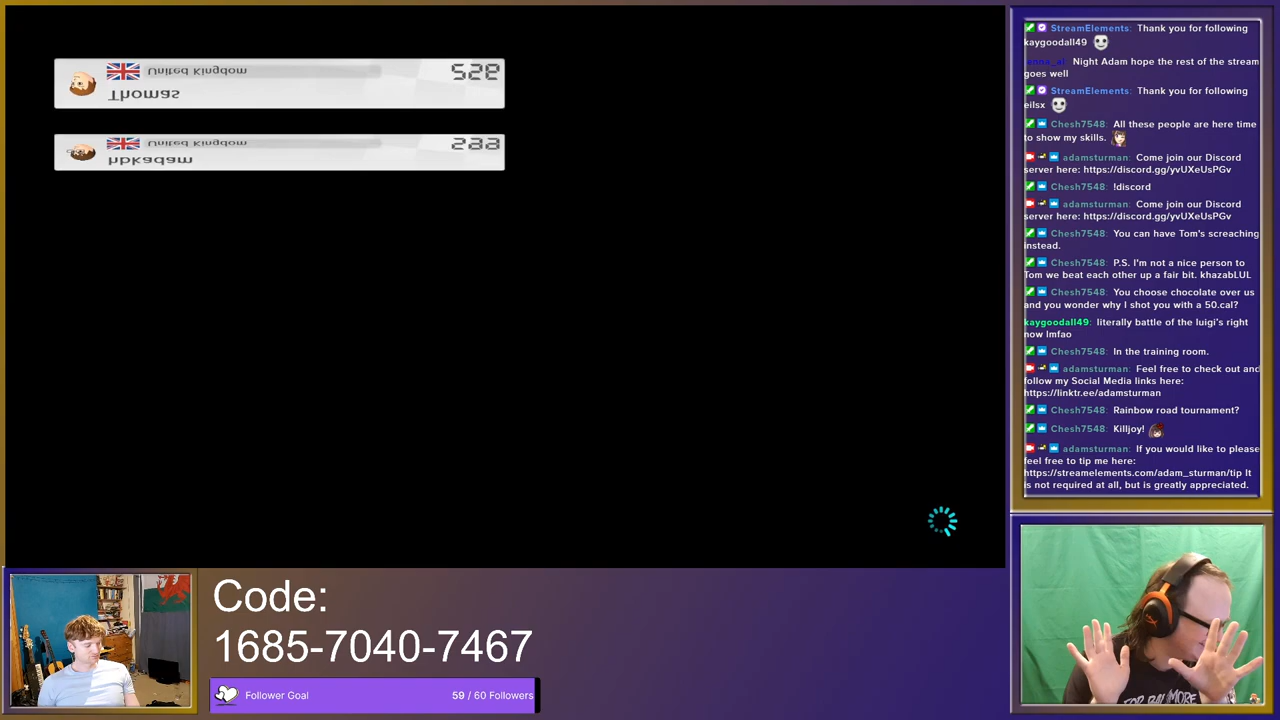 United Kingdom
Thomas
United Kingdom
hbkadam
Code:
1685-7040-7467
Follower Goal
59 / 60 Followers
StreamElements: Thank you for following
kaygoodall49
Night Adam hope the rest of the stream
goes well
StreamElements: Thank you for following
eilsx
Chesh7548: All these people are here time
to show my skills.
adamsturman: Come join our Discord
server here: https://discord.gg/yvUXeUsPGv
Chesh7548: !discord
adamsturman: Come join our Discord
server here: https://discord.gg/yvUXeUsPGv
Chesh7548: You can have Tom's screaching
instead.
Chesh7548: P.S. I'm not a nice person to
Tom we beat each other up a fair bit. khazabLUL
Chesh7548: You choose chocolate over us
and you wonder why I shot you with a 50.cal?
kaygoodall49: literally battle of the luigi's right
now lmfao
Chesh7548: In the training room.
adamsturman: Feel free to check out and
follow my Social Media links here:
https://linktr.ee/adamsturman
Chesh7548: Rainbow road tournament?
Chesh7548: Killjoy!
adamsturman: If you would like to please
feel free to tip me here:
https://streamelements.com/adam_sturman/tip It
is not required at all, but is greatly appreciated.